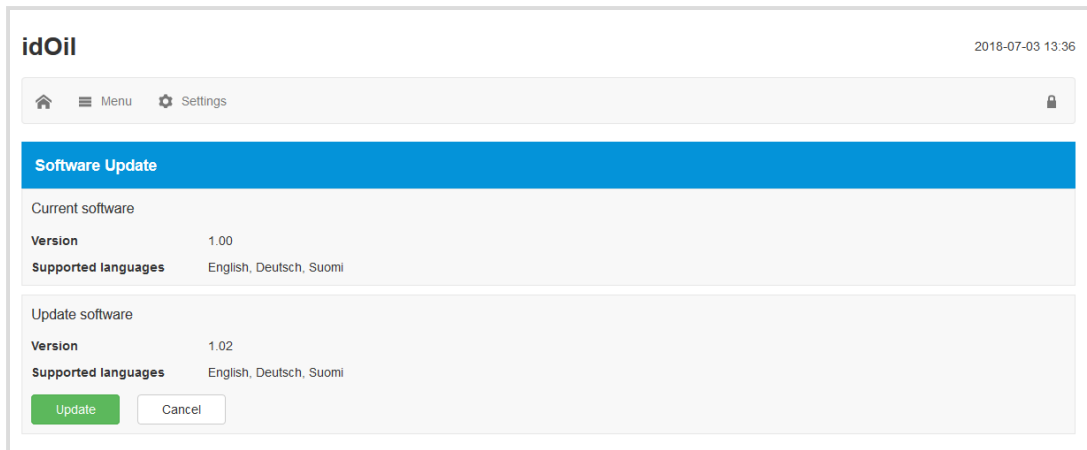 idOil
2018-07-03 13:36
Menu Settings
Software Update
Current software
Version 1.00
Supported languages English, Deutsch, Suomi
Update software
Version 1.02
Supported languages English, Deutsch, Suomi
Update Cancel